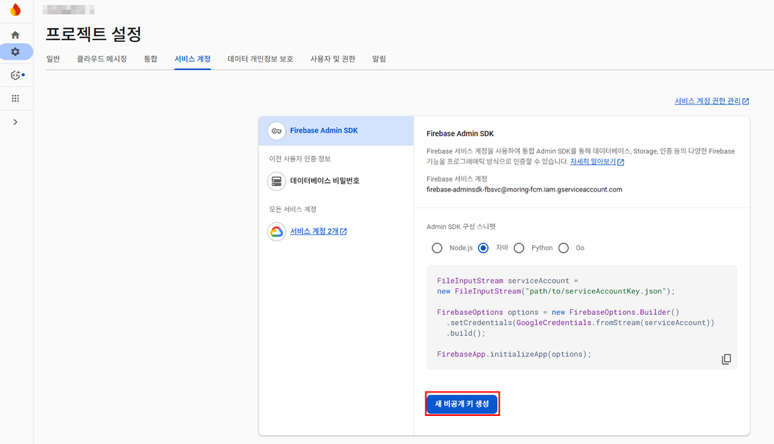 프로젝트 설정
일반 클라우드 메시징 통합 서비스 계정 데이터 개인정보 보호 사용자 및 권한 알림
서비스 계정 권한 관리
Firebase Admin SDK
이전 사용자 인증 정보
데이터베이스 비밀번호
모든 서비스 계정
서비스 계정 2개
Firebase Admin SDK
Firebase 서비스 계정을 사용하여 통합 Admin SDK를 통해 데이터베이스, Storage, 인증 등의 다양한 Firebase
기능을 프로그래매틱 방식으로 인증할 수 있습니다. 자세히 알아보기
Firebase 서비스 계정
firebase-adminsdk-fbsvc@moring-fcm.iam.gserviceaccount.com
Admin SDK 구성 스니펫
Node.js 자바 Python Go
FileInputStream serviceAccount =
new FileInputStream("path/to/serviceAccountKey.json");
FirebaseOptions options = new FirebaseOptions.Builder()
.setCredentials(GoogleCredentials.fromStream(serviceAccount))
.build();
FirebaseApp.initializeApp(options);
새 비공개 키 생성